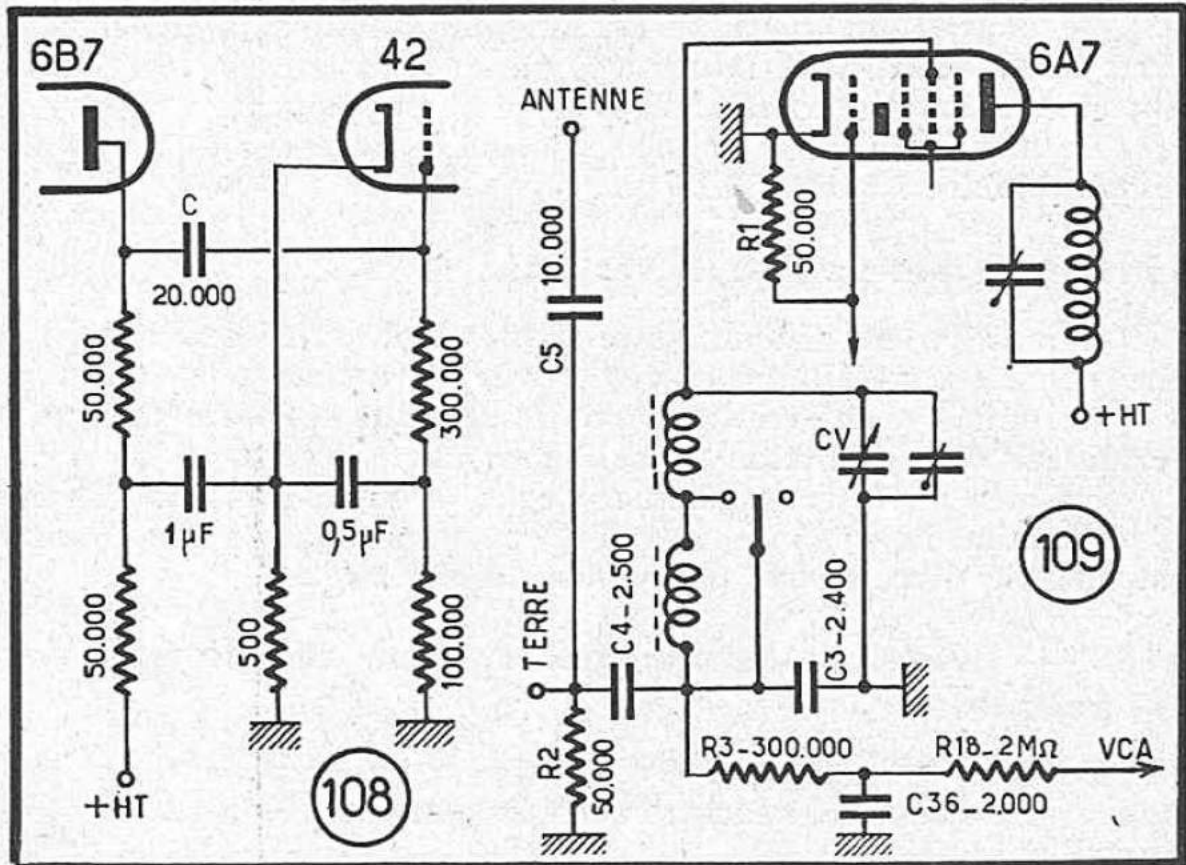 6B7
42
C
20.000
50.000
300.000
1µF
0,5µF
50.000
500
100.000
+HT
108
ANTENNE
10.000
C5
6A7
R1
50.000
+HT
CV
109
TERRE
C4-2.500
C3-2.400
R2
50.000
R3-300.000
R18-2MΩ
VCA
C36-2.000